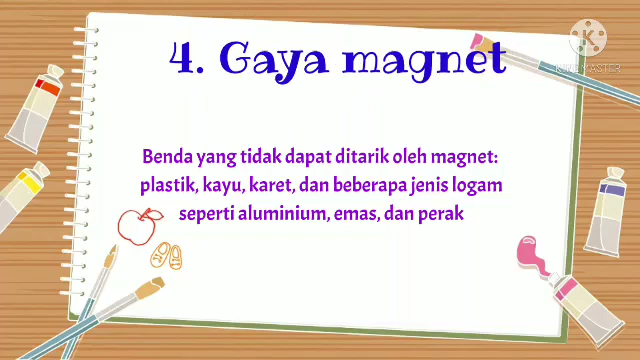 4. Gaya magnet
Benda yang tidak dapat ditarik oleh magnet:
plastik, kayu, karet, dan beberapa jenis logam
seperti aluminium, emas, dan perak